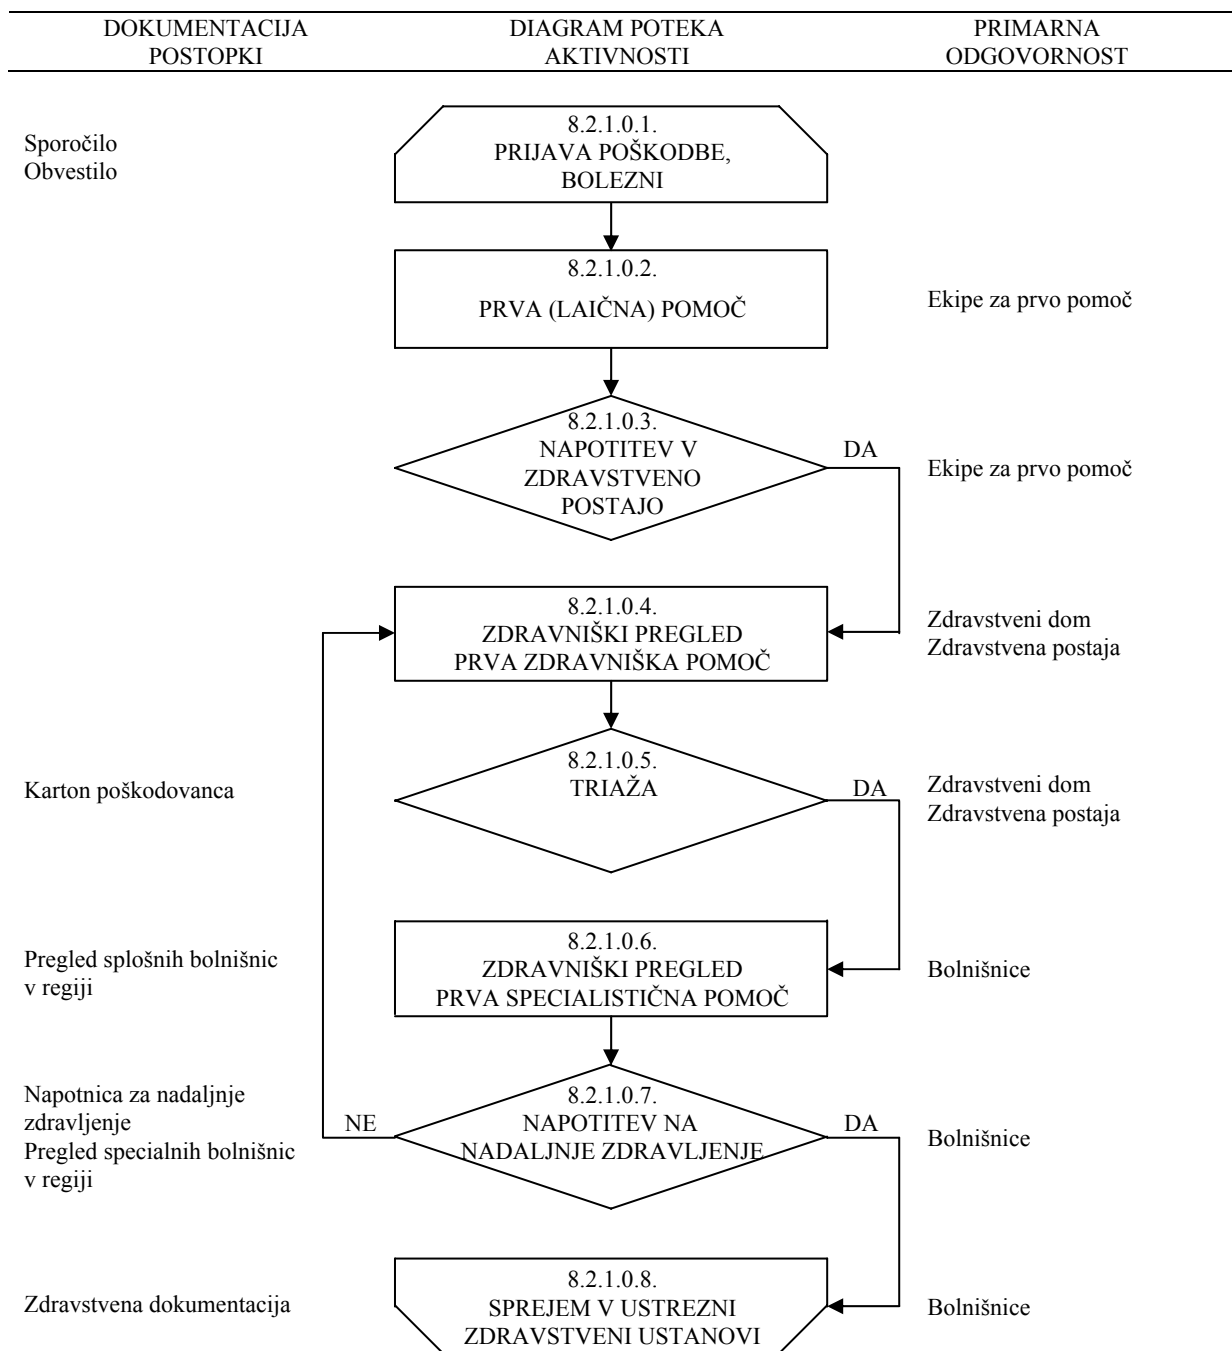 DOKUMENTACIJA
POSTOPKI
DIAGRAM POTEKA
AKTIVNOSTI
PRIMARNA
ODGOVORNOST
Sporočilo
Obvestilo
8.2.1.0.1.
PRIJAVA POŠKODBE,
BOLEZNI
8.2.1.0.2.
PRVA (LAIČNA) POMOČ
Ekipe za prvo pomoč
8.2.1.0.3.
NAPOTITEV V
ZDRAVSTVENO
POSTAJO
DA
Ekipe za prvo pomoč
8.2.1.0.4.
ZDRAVNIŠKI PREGLED
PRVA ZDRAVNIŠKA POMOČ
Zdravstveni dom
Zdravstvena postaja
Karton poškodovanca
8.2.1.0.5.
TRIAŽA
DA
Zdravstveni dom
Zdravstvena postaja
Pregled splošnih bolnišnic
v regiji
8.2.1.0.6.
ZDRAVNIŠKI PREGLED
PRVA SPECIALISTIČNA POMOČ
Bolnišnice
Napotnica za nadaljnje
zdravljenje
Pregled specialnih bolnišnic
v regiji
NE
8.2.1.0.7.
NAPOTITEV NA
NADALJNJE ZDRAVLJENJE
DA
Bolnišnice
Zdravstvena dokumentacija
8.2.1.0.8.
SPREJEM V USTREZNI
ZDRAVSTVENI USTANOVI
Bolnišnice